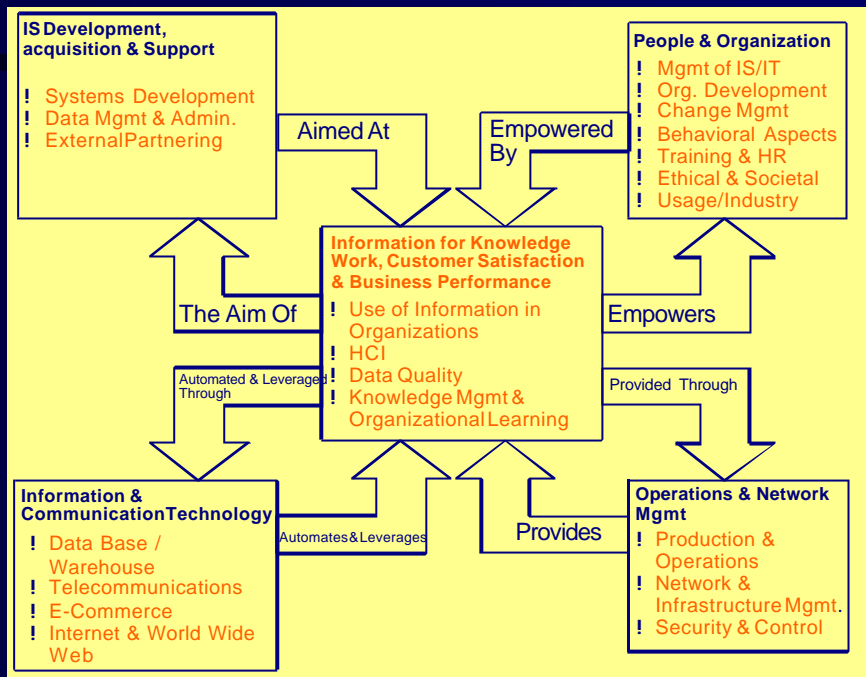 IS Development,
acquisition & Support
! Systems Development
! Data Mgmt & Admin.
! ExternalPartnering
Aimed At
Empowered
By
People & Organization
! Mgmt of IS/IT
! Org. Development
! Change Mgmt
! Behavioral Aspects
! Training & HR
! Ethical & Societal
! Usage/Industry
Information for Knowledge
Work, Customer Satisfaction
& Business Performance
! Use of Information in
Organizations
! HCI
! Data Quality
! Knowledge Mgmt &
Organizational Learning
The Aim Of
Empowers
Automated & Leveraged
Through
Provided Through
Information &
Communication Technology
! Data Base /
Warehouse
! Telecommunications
! E-Commerce
! Internet & World Wide
Web
Automates & Leverages
Provides
Operations & Network
Mgmt
! Production &
Operations
! Network &
Infrastructure Mgmt.
! Security & Control